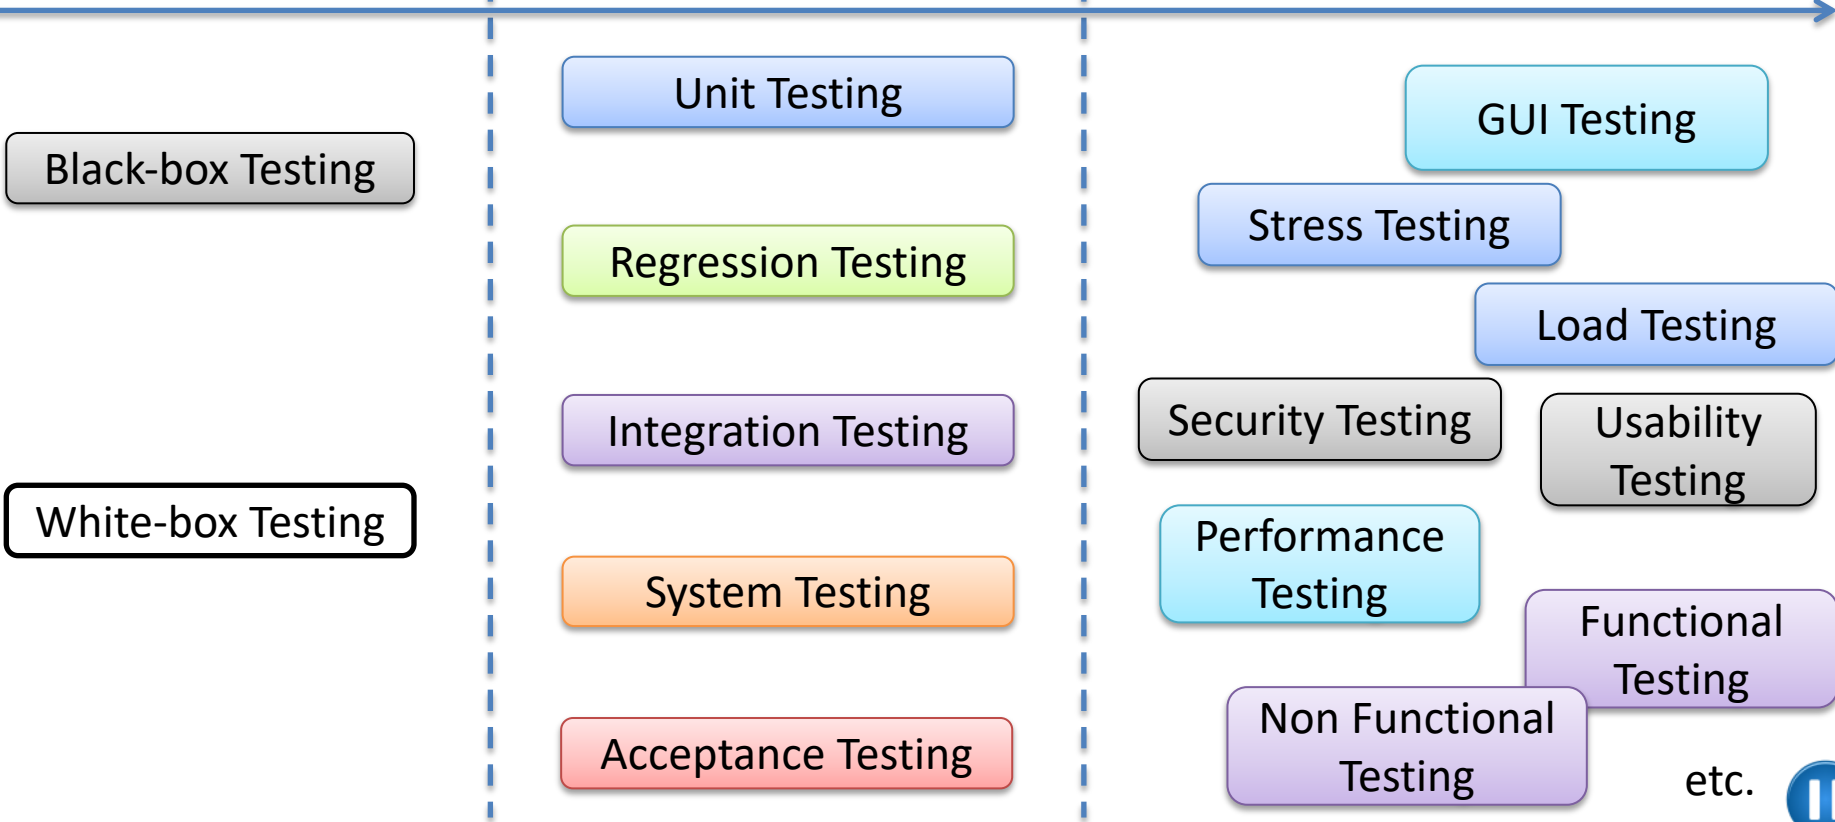 Black-box Testing
White-box Testing
Unit Testing
Regression Testing
Integration Testing
System Testing
Acceptance Testing
GUI Testing
Stress Testing
Load Testing
Security Testing
Usability
Testing
Performance
Testing
Functional
Testing
Non Functional
Testing
etc.